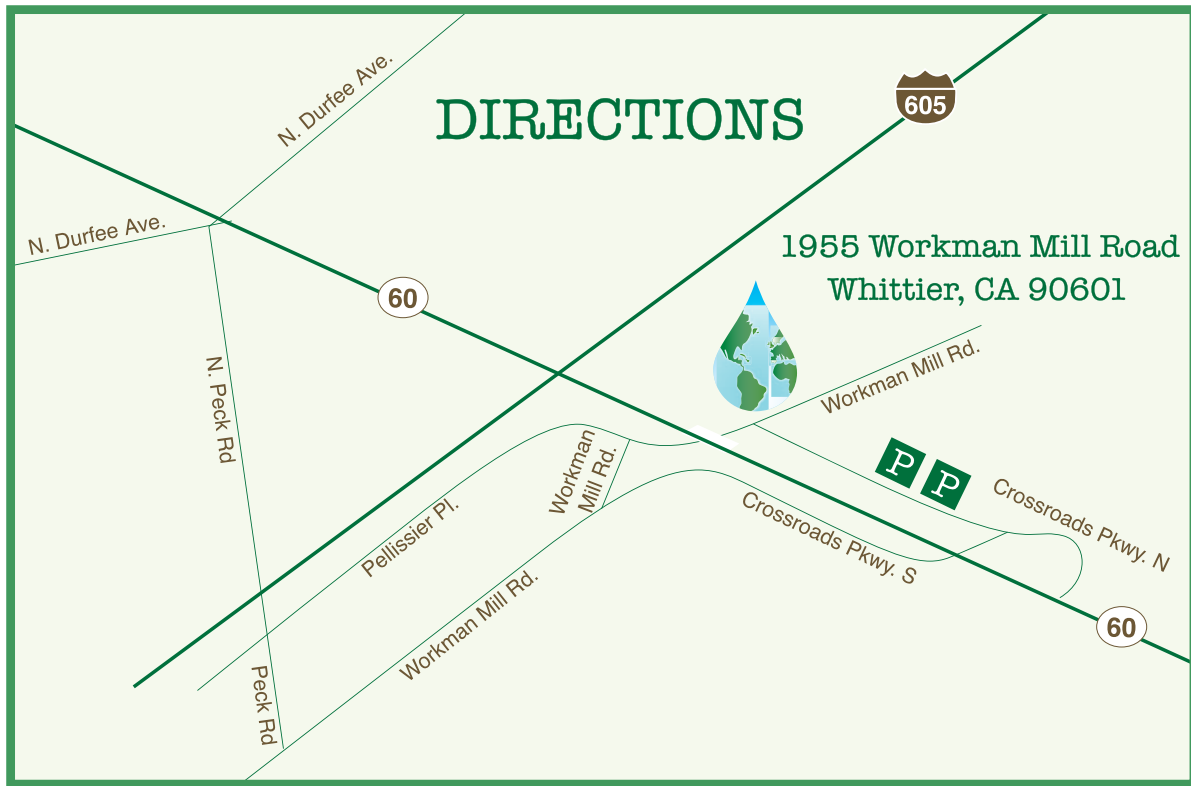 N. Durfee Ave.
DIRECTIONS
605
N. Durfee Ave.
1955 Workman Mill Road
Whittier, CA 90601
60
N. Peck Rd
Workman Mill Rd.
Workman
Mill Rd.
P P
Crossroads Pkwy. N
Pellissier Pl.
Crossroads Pkwy. S
Workman Mill Rd.
60
Peck Rd